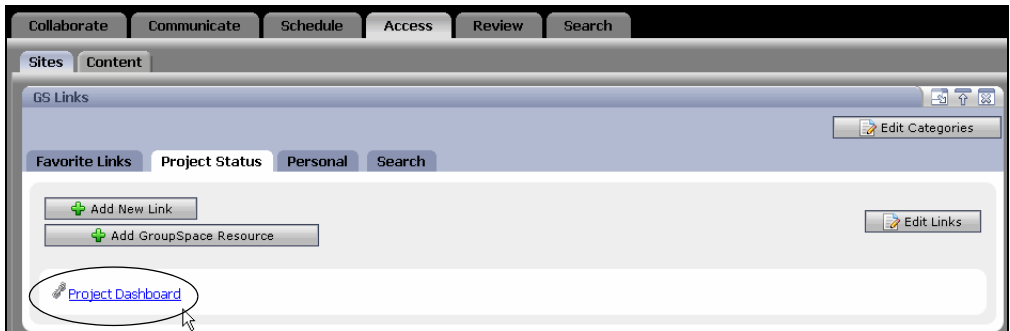 Collaborate Communicate Schedule Access Review Search
Sites Content
GS Links
Edit Categories
Favorite Links Project Status Personal Search
Add New Link
Add GroupSpace Resource
Edit Links
Project Dashboard